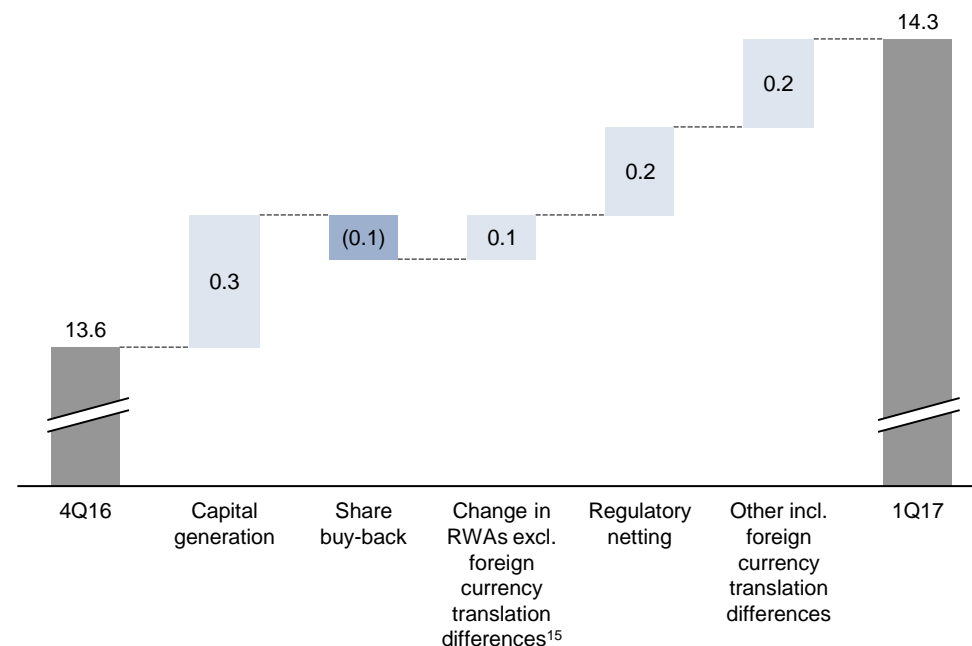 14.3
0.2
0.2
(0.1)
0.1
0.3
13.6
4Q16
Capital
generation
Share
buy-back
Change in
RWAs excl.
foreign
currency
translation
differences15
Regulatory
netting
Other incl.
foreign
currency
translation
differences
1Q17